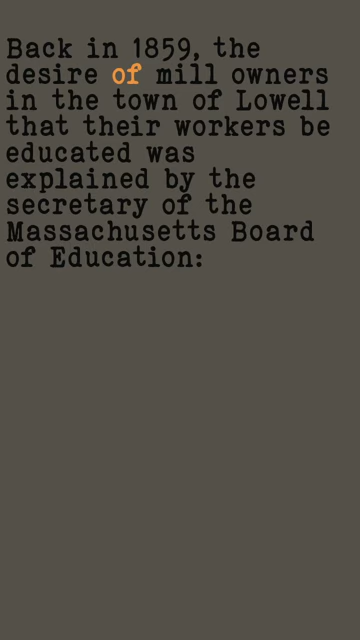 Back in 1859, the
desire of mill owners
in the town of Lowell
that their workers be
educated was
explained by the
secretary of the
Massachusetts Board
of Education: